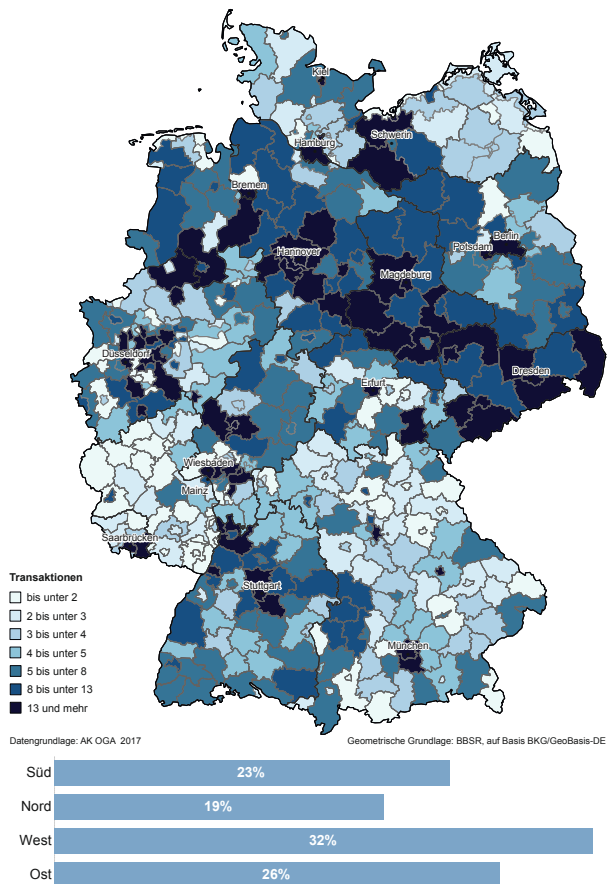 Kiel
Schwerin
Hamburg
Bremen
Berlin
Potsdam
Hannover
Magdeburg
Düsseldorf
Dresden
Erfurt
Wiesbaden
Mainz
Saarbrücken
Stuttgart
München
Transaktionen
bis unter 2
2 bis unter 3
3 bis unter 4
4 bis unter 5
5 bis unter 8
8 bis unter 13
13 und mehr
Datengrundlage: AK OGA 2017
Geometrische Grundlage: BBSR, auf Basis BKG/GeoBasis-DE
Süd 23%
Nord 19%
West 32%
Ost 26%